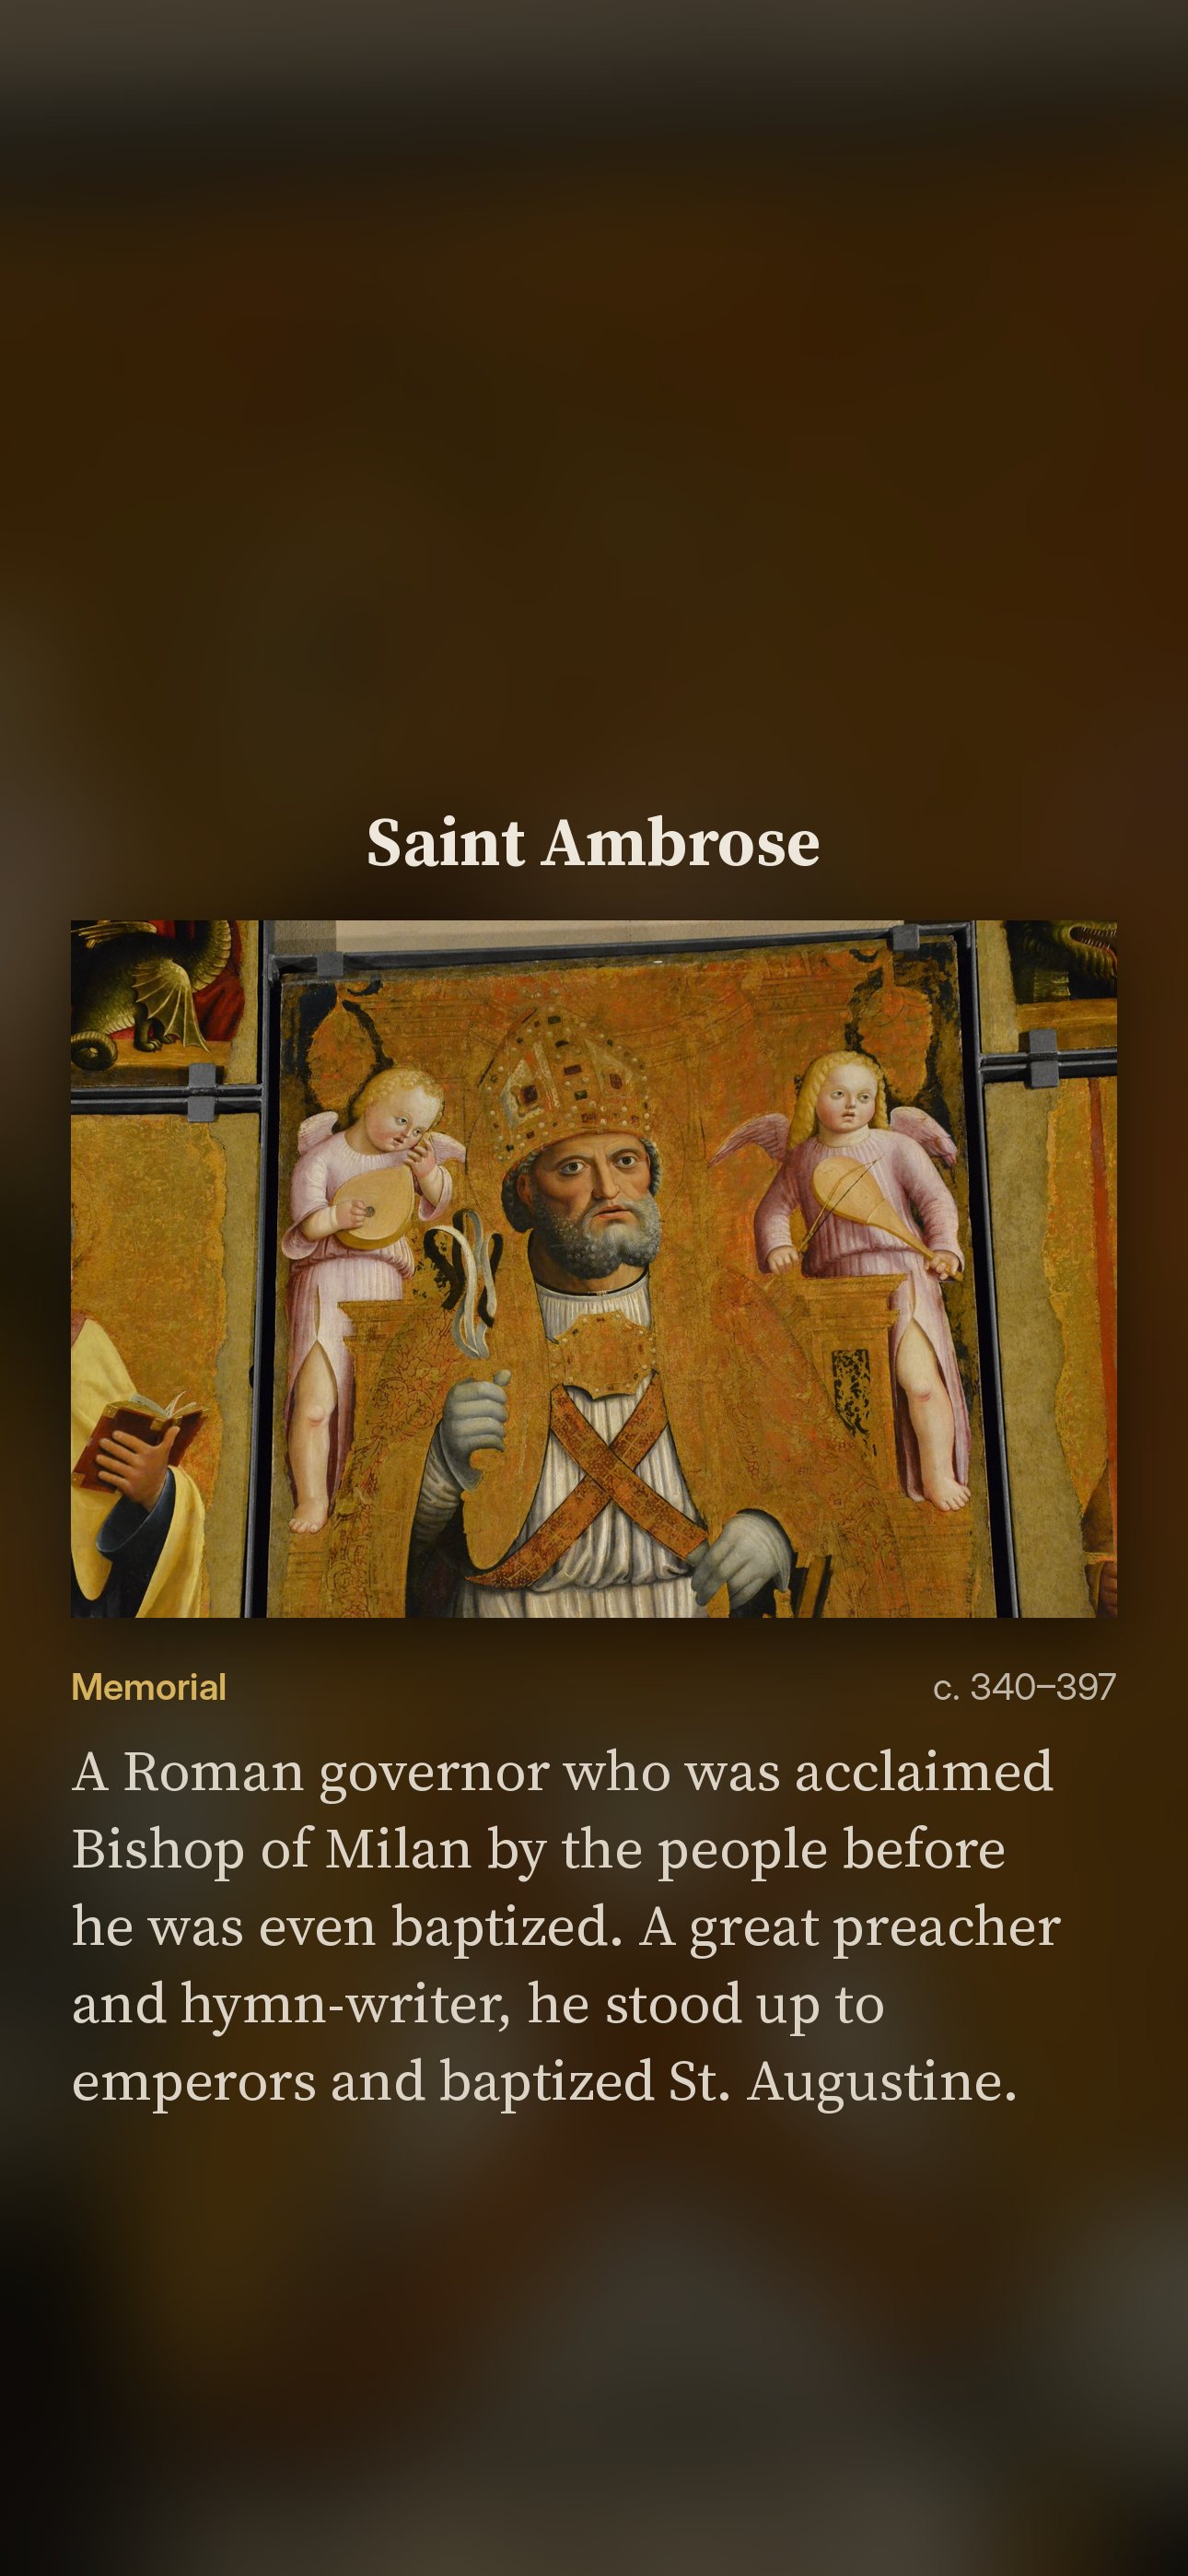 Saint Ambrose
Memorial
c. 340–397
A Roman governor who was acclaimed
Bishop of Milan by the people before
he was even baptized. A great preacher
and hymn-writer, he stood up to
emperors and baptized St. Augustine.